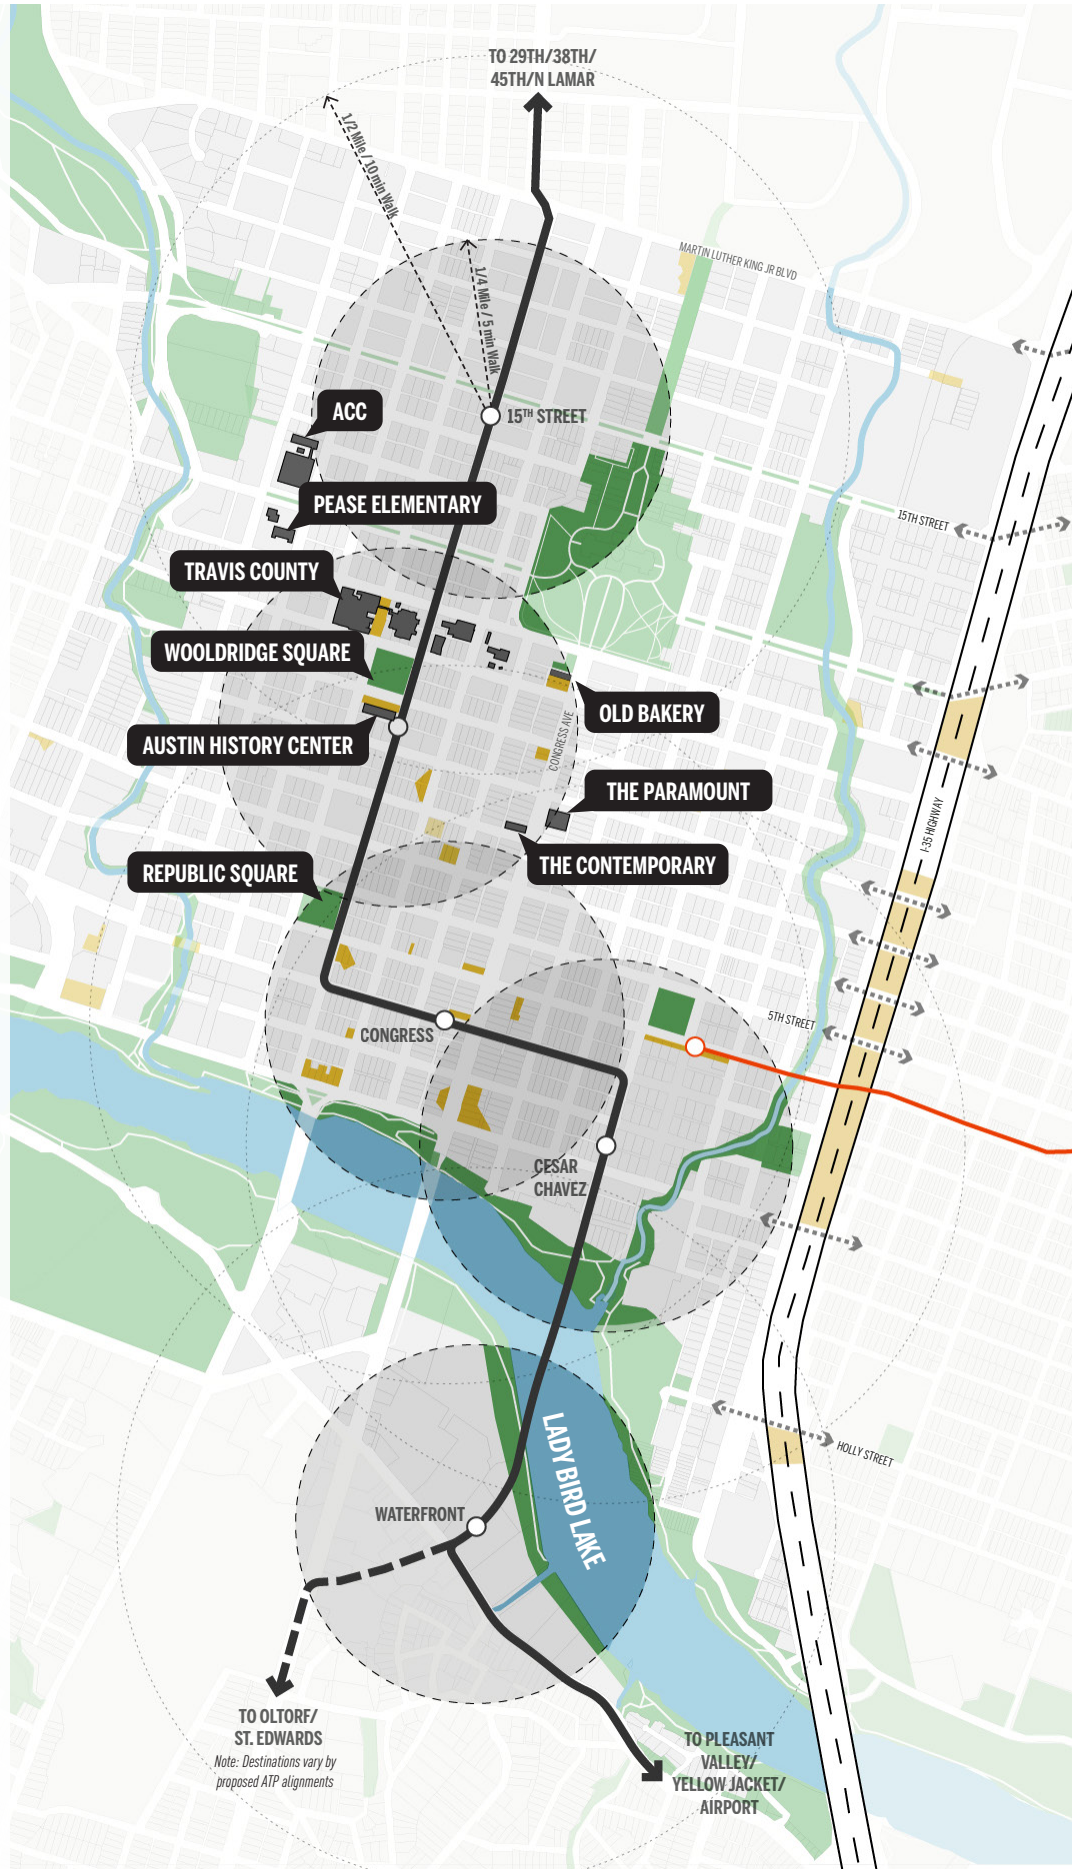 TO 29TH/38TH/
45TH/N LAMAR
1/2 Mile / 10 min Walk
MARTIN LUTHER KING JR BLVD
1/4 Mile / 5 min Walk
ACC
15TH STREET
PEASE ELEMENTARY
15TH STREET
TRAVIS COUNTY
WOOLDRIDGE SQUARE
OLD BAKERY
AUSTIN HISTORY CENTER
CONGRESS AVE
THE PARAMOUNT
I-35 HIGHWAY
THE CONTEMPORARY
REPUBLIC SQUARE
5TH STREET
CONGRESS
CESAR
CHAVEZ
LADY BIRD LAKE
HOLLY STREET
WATERFRONT
TO OLTORF/
ST. EDWARDS
Note: Destinations vary by
proposed ATP alignments
TO PLEASANT
VALLEY/
YELLOW JACKET/
AIRPORT